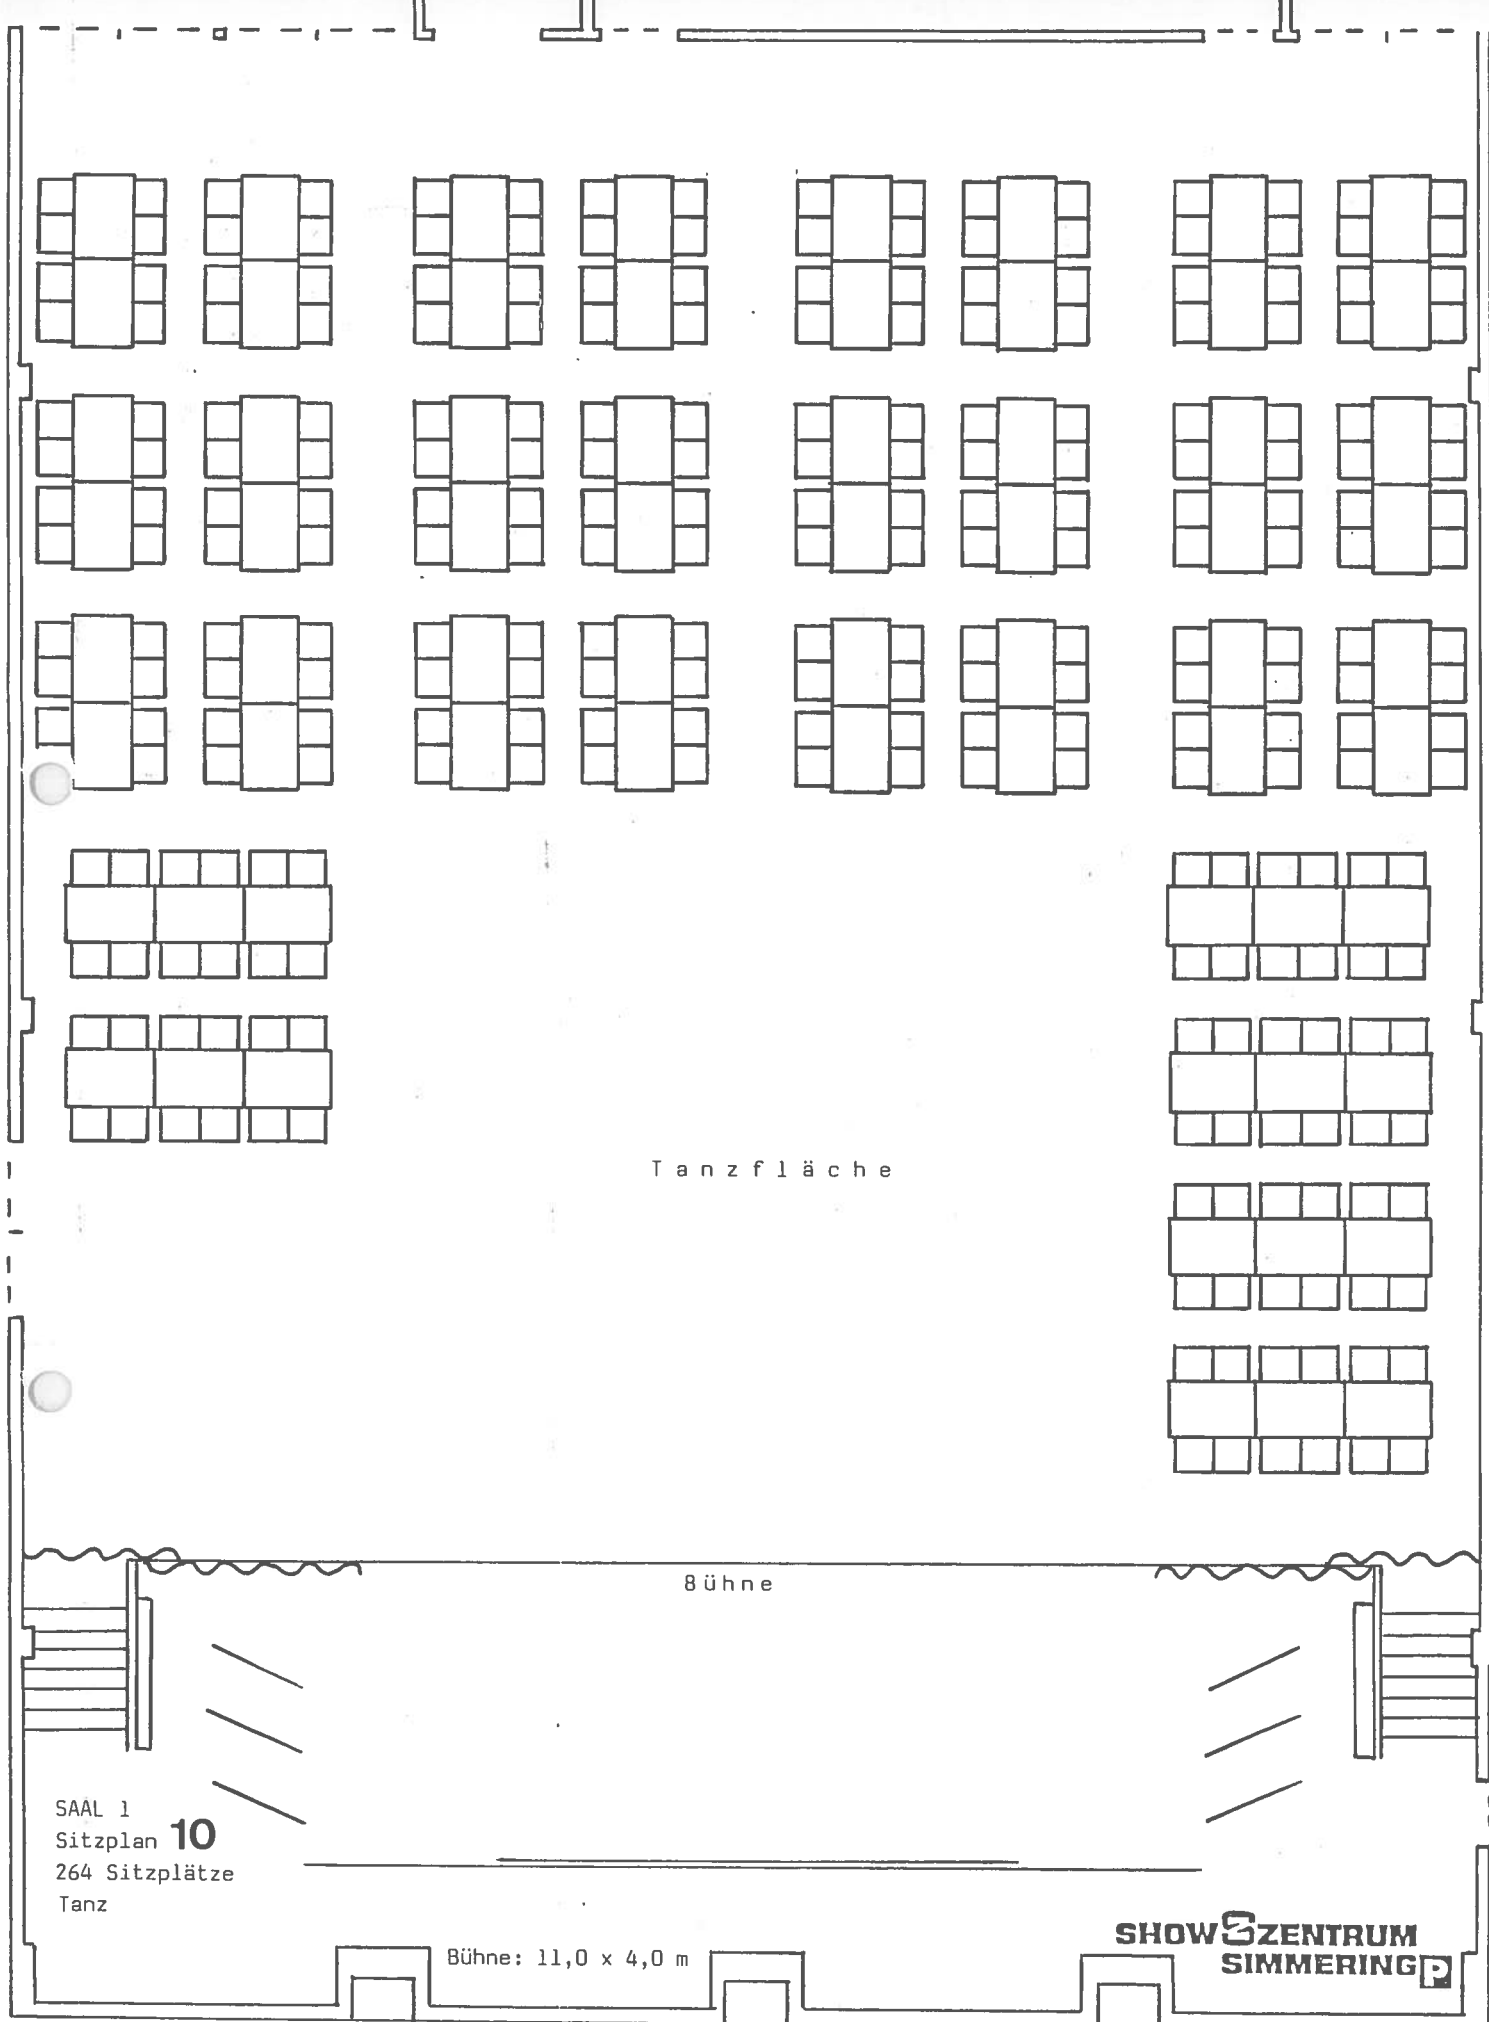 Tanzfläche
Bühne
SAAL 1
Sitzplan 10
264 Sitzplätze
Tanz
Bühne: 11,0 x 4,0 m
SHOW S ZENTRUM
SIMMERING P